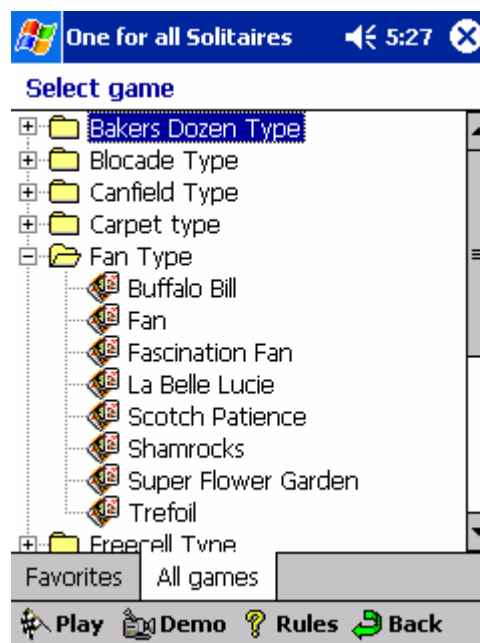 One for all Solitaires 5:27
Select game
Bakers Dozen Type
Blocade Type
Canfield Type
Carpet type
Fan Type
Buffalo Bill
Fan
Fascination Fan
La Belle Lucie
Scotch Patience
Shamrocks
Super Flower Garden
Trefoil
Freecell Type
Favorites All games
Play Demo Rules Back